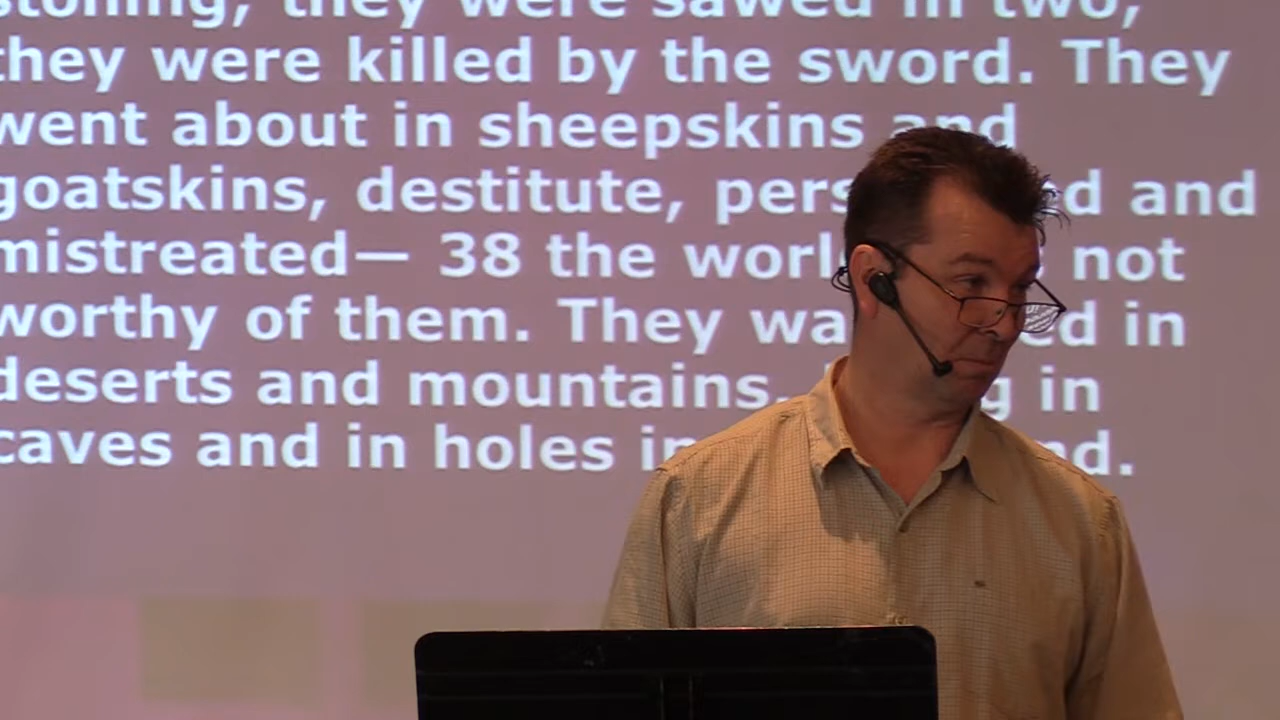 stoning; they were sawed in two;
they were killed by the sword. They
went about in sheepskins and
goatskins, destitute, pers d and
mistreated— 38 the worl not
worthy of them. They wa ed in
deserts and mountains, g in
caves and in holes in nd.